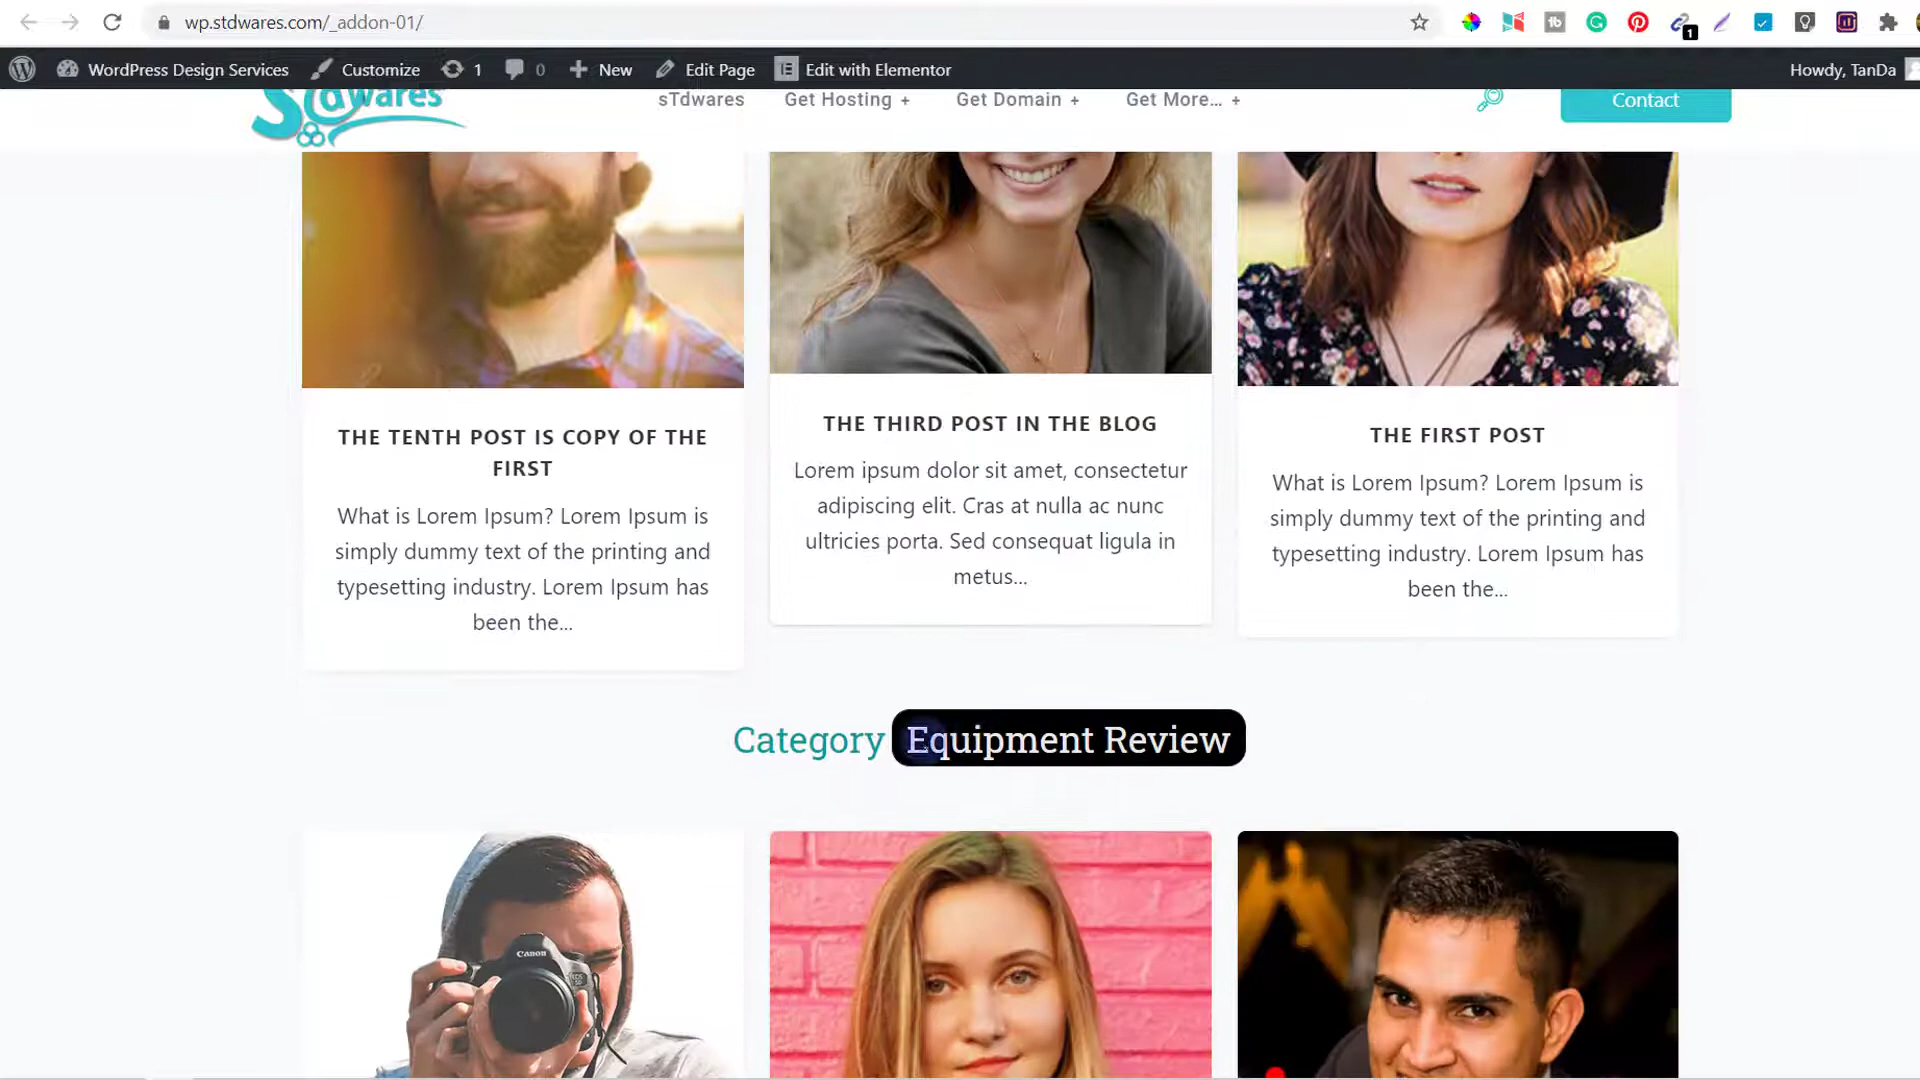 wp.stdwares.com/_addon-01/
1
WordPress Design Services
Customize
1
0
New
Edit Page
Edit with Elementor
Howdy, TanDa
sTdwares
sTdwares
Get Hosting +
Get Domain +
Get More... +
Contact
THE TENTH POST IS COPY OF THE
FIRST
What is Lorem Ipsum? Lorem Ipsum is
simply dummy text of the printing and
typesetting industry. Lorem Ipsum has
been the...
THE THIRD POST IN THE BLOG
Lorem ipsum dolor sit amet, consectetur
adipiscing elit. Cras at nulla ac nunc
ultricies porta. Sed consequat ligula in
metus...
THE FIRST POST
What is Lorem Ipsum? Lorem Ipsum is
simply dummy text of the printing and
typesetting industry. Lorem Ipsum has
been the...
Category Equipment Review
Canon